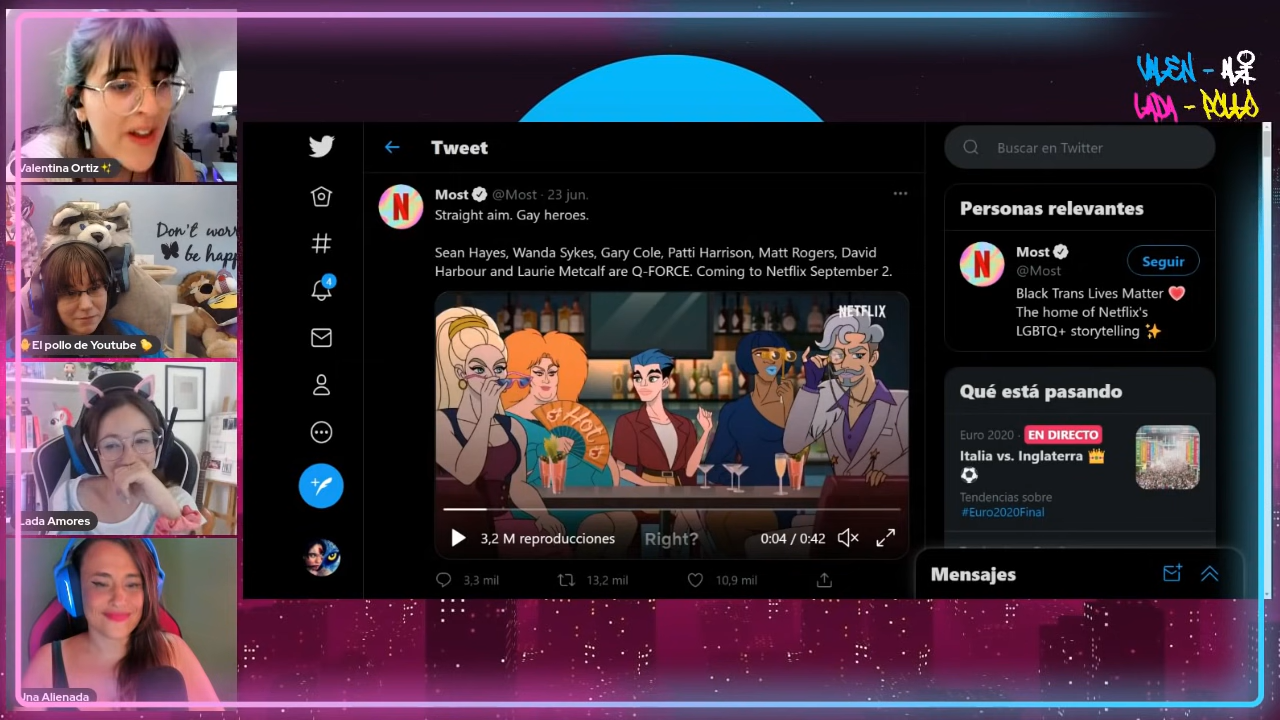 VALEN - ALI
LADA - POLLO
Valentina Ortiz✨
Don't worr
be happ
El pollo de Youtube
Lada Amores
Una Alienada
Tweet
Most @Most · 23 jun.
Straight aim. Gay heroes.
Sean Hayes, Wanda Sykes, Gary Cole, Patti Harrison, Matt Rogers, David
Harbour and Laurie Metcalf are Q-FORCE. Coming to Netflix September 2.
NETFLIX
Hot!
3,2 M reproducciones
Right?
0:04 / 0:42
3,3 mil
13,2 mil
10,9 mil
4
Buscar en Twitter
Personas relevantes
Most
@Most
Seguir
Black Trans Lives Matter ❤️
The home of Netflix's
LGBTQ+ storytelling ✨
Qué está pasando
Euro 2020 · EN DIRECTO
Italia vs. Inglaterra 👑
⚽
Tendencias sobre
#Euro2020Final
Mensajes